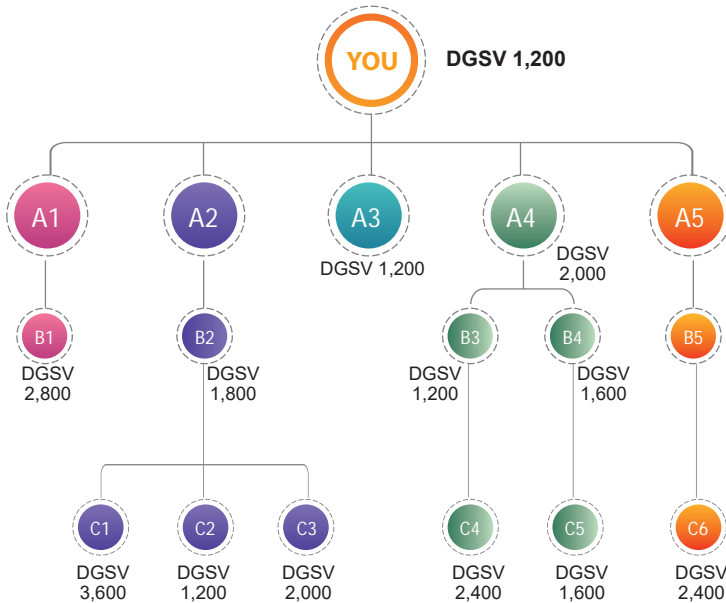 YOU
DGSV 1,200
A1
A2
A3
A4
A5
DGSV 1,200
DGSV
2,000
B1
B2
B3
B4
B5
DGSV
2,800
DGSV
1,800
DGSV
1,200
DGSV
1,600
C1
C2
C3
C4
C5
C6
DGSV
3,600
DGSV
1,200
DGSV
2,000
DGSV
2,400
DGSV
1,600
DGSV
2,400